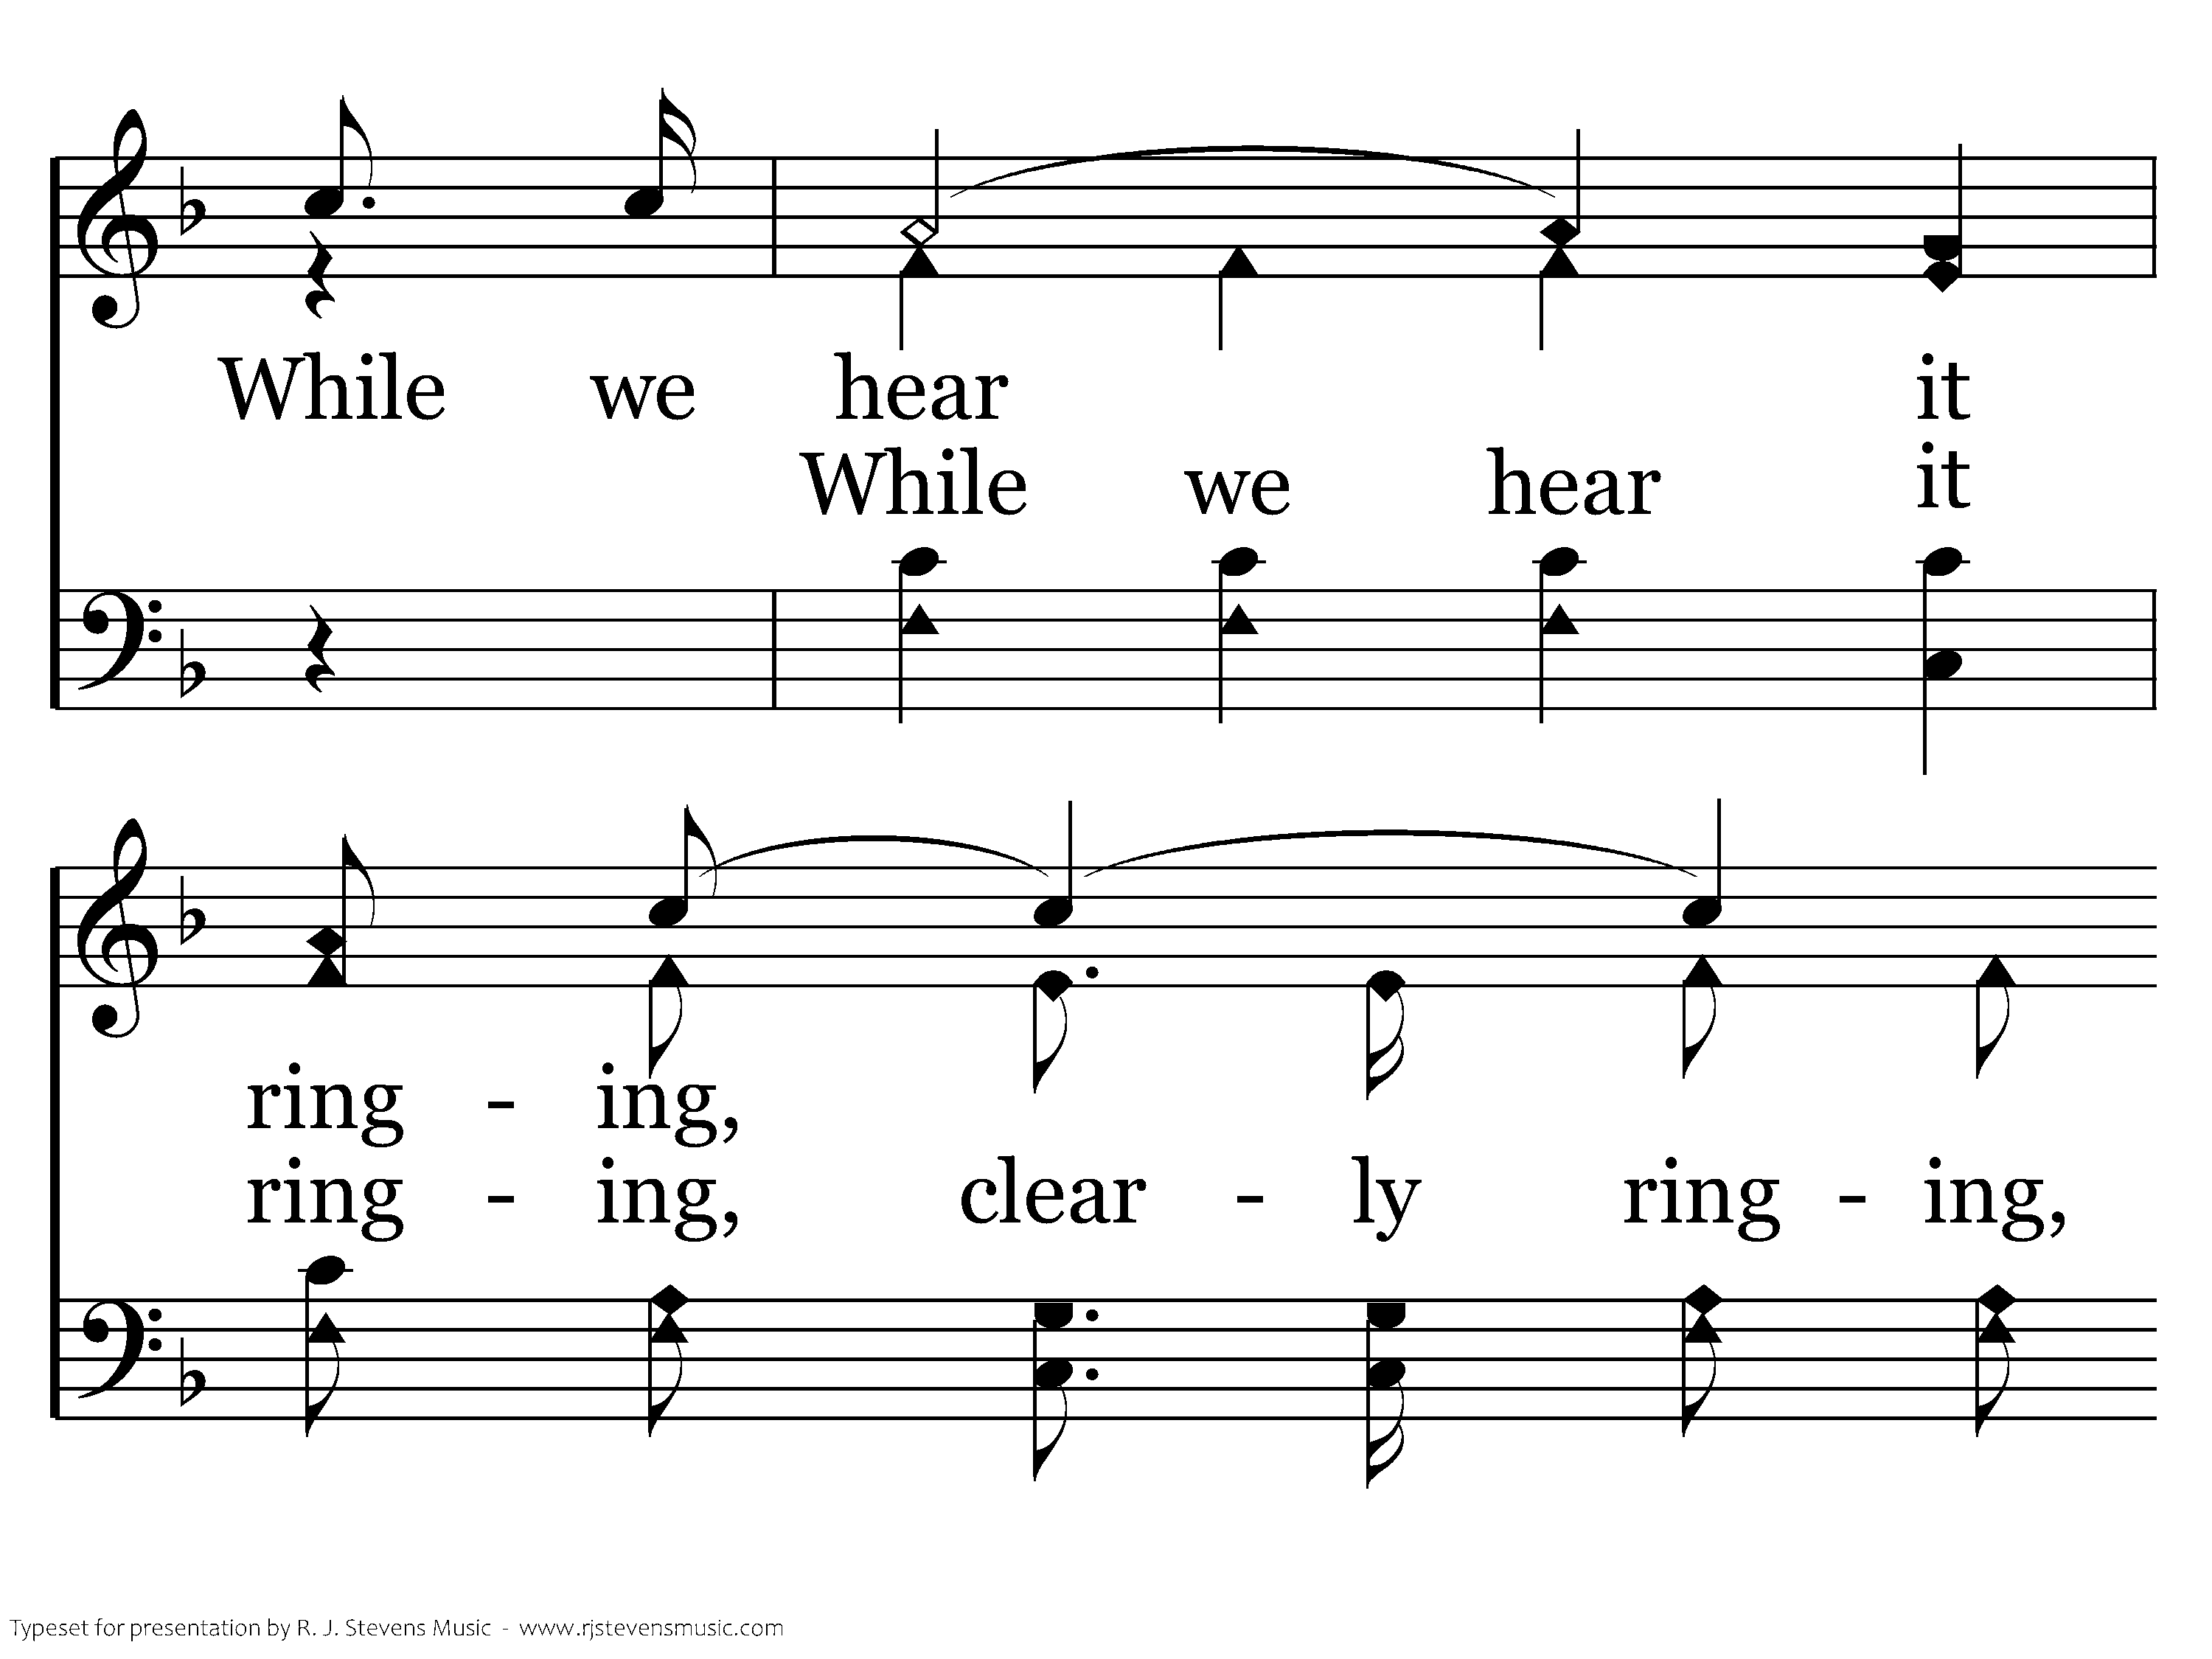 While we hear it
While we hear it
ring - ing,
ring - ing, clear - ly ring - ing,
Typeset for presentation by R. J. Stevens Music - www.rjstevensmusic.com